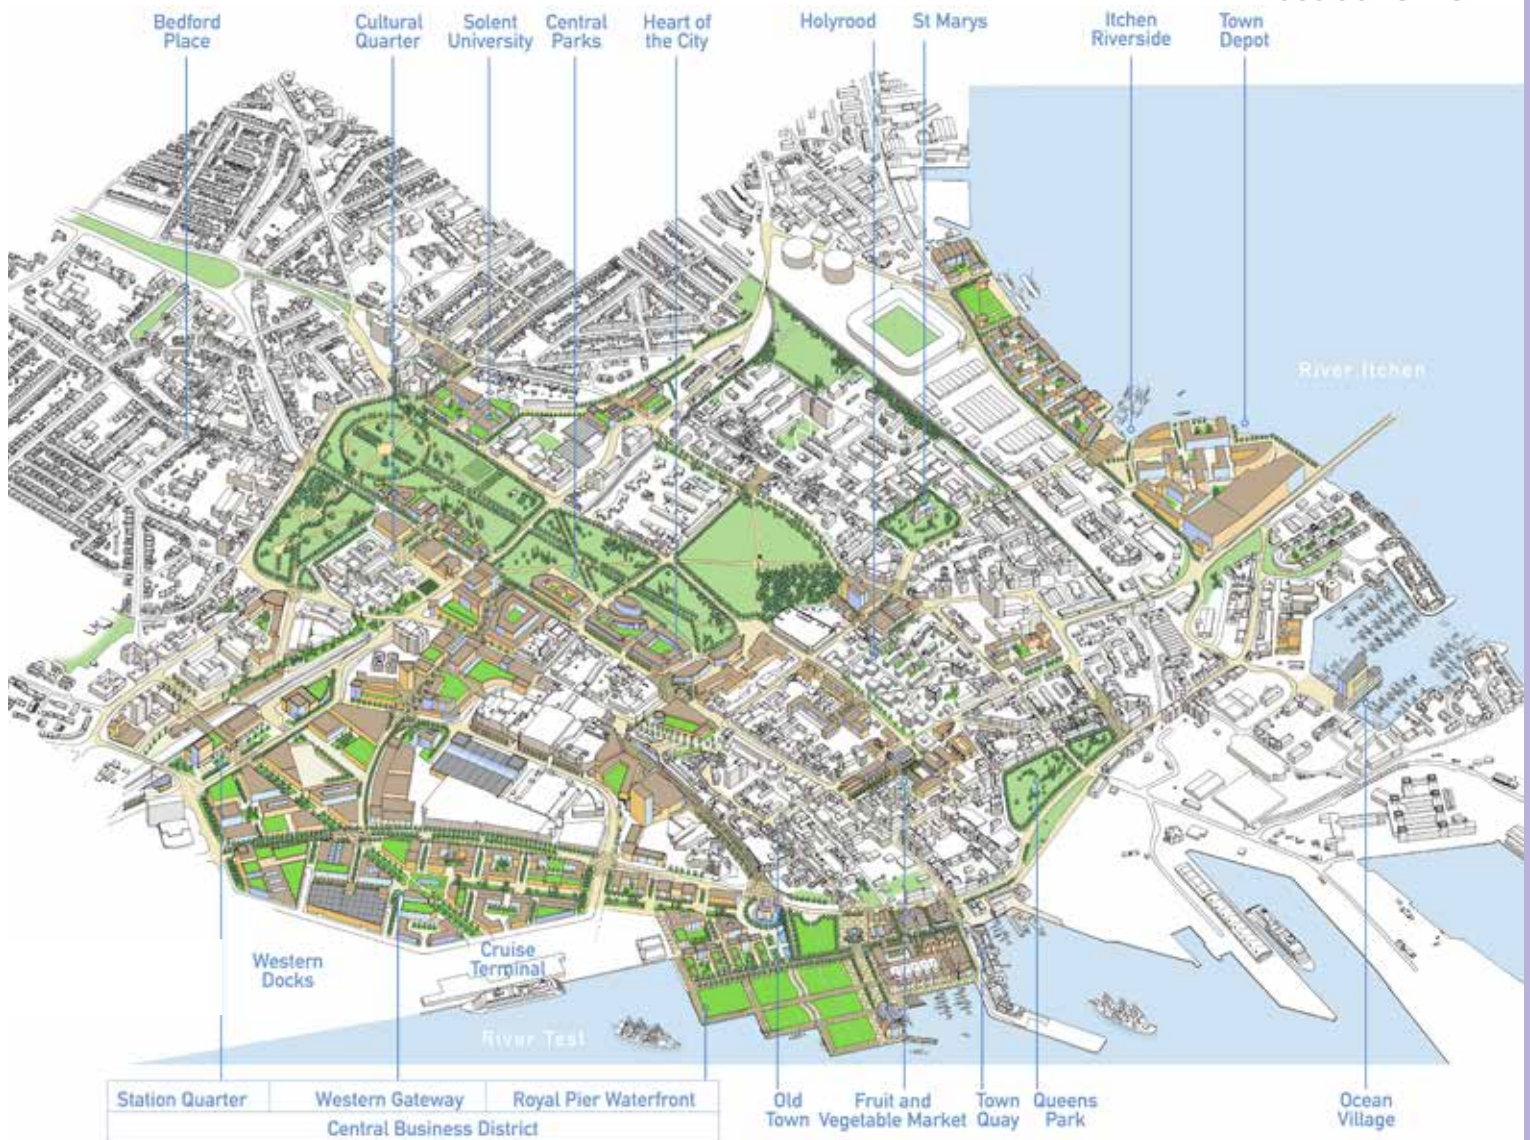 Bedford
Place
Cultural
Quarter
Solent
University
Central
Parks
Heart of
the City
Holyrood
St Marys
Itchen
Riverside
Town
Depot
River Itchen
Western
Docks
Cruise
Terminal
River Test
Station Quarter
Western Gateway
Royal Pier Waterfront
Central Business District
Old
Town
Fruit and
Vegetable Market
Town
Quay
Queens
Park
Ocean
Village